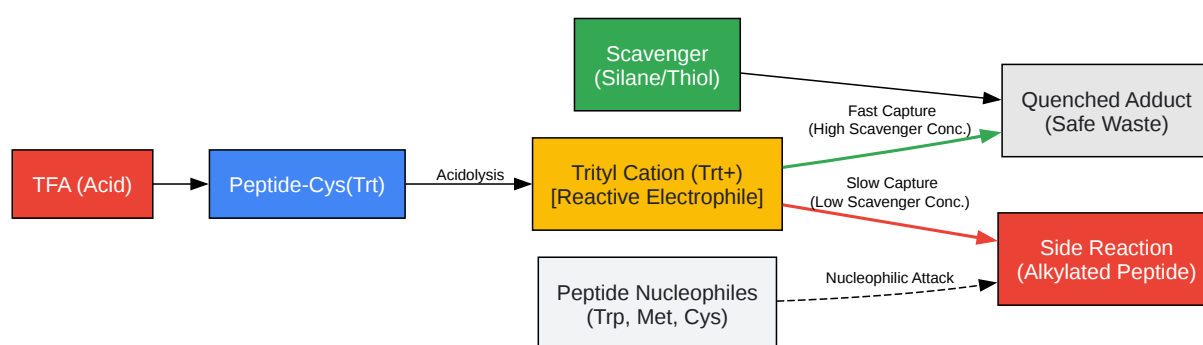 Scavenger
(Silane/Thiol)
Quenched Adduct
(Safe Waste)
Fast Capture
(High Scavenger Conc.)
TFA (Acid)
Peptide-Cys(Trt)
Acidolysis
Trityl Cation (Trt+)
[Reactive Electrophile]
Slow Capture
(Low Scavenger Conc.)
Side Reaction
(Alkylated Peptide)
Peptide Nucleophiles
(Trp, Met, Cys)
Nucleophilic Attack